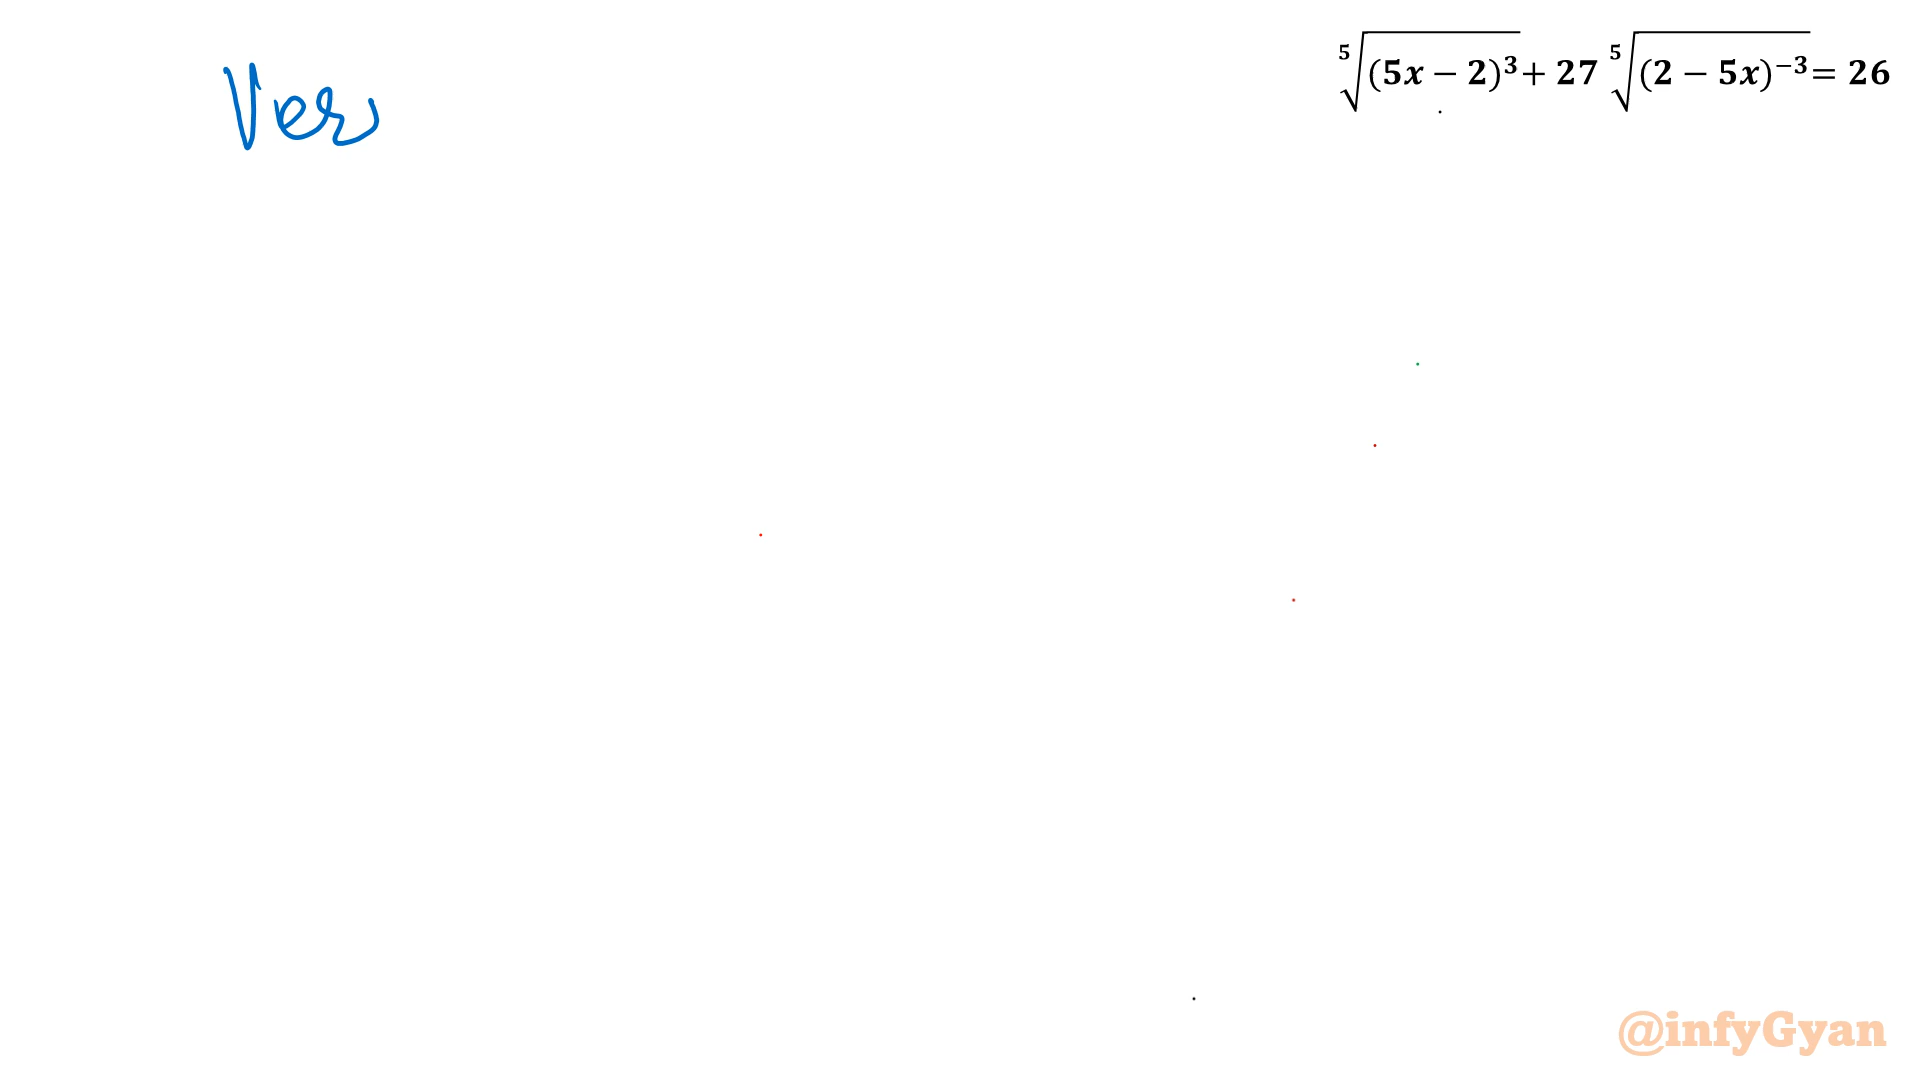 Ver
⁵√(5x − 2)³ + 27 ⁵√(2 − 5x)⁻³ = 26
@infyGyan